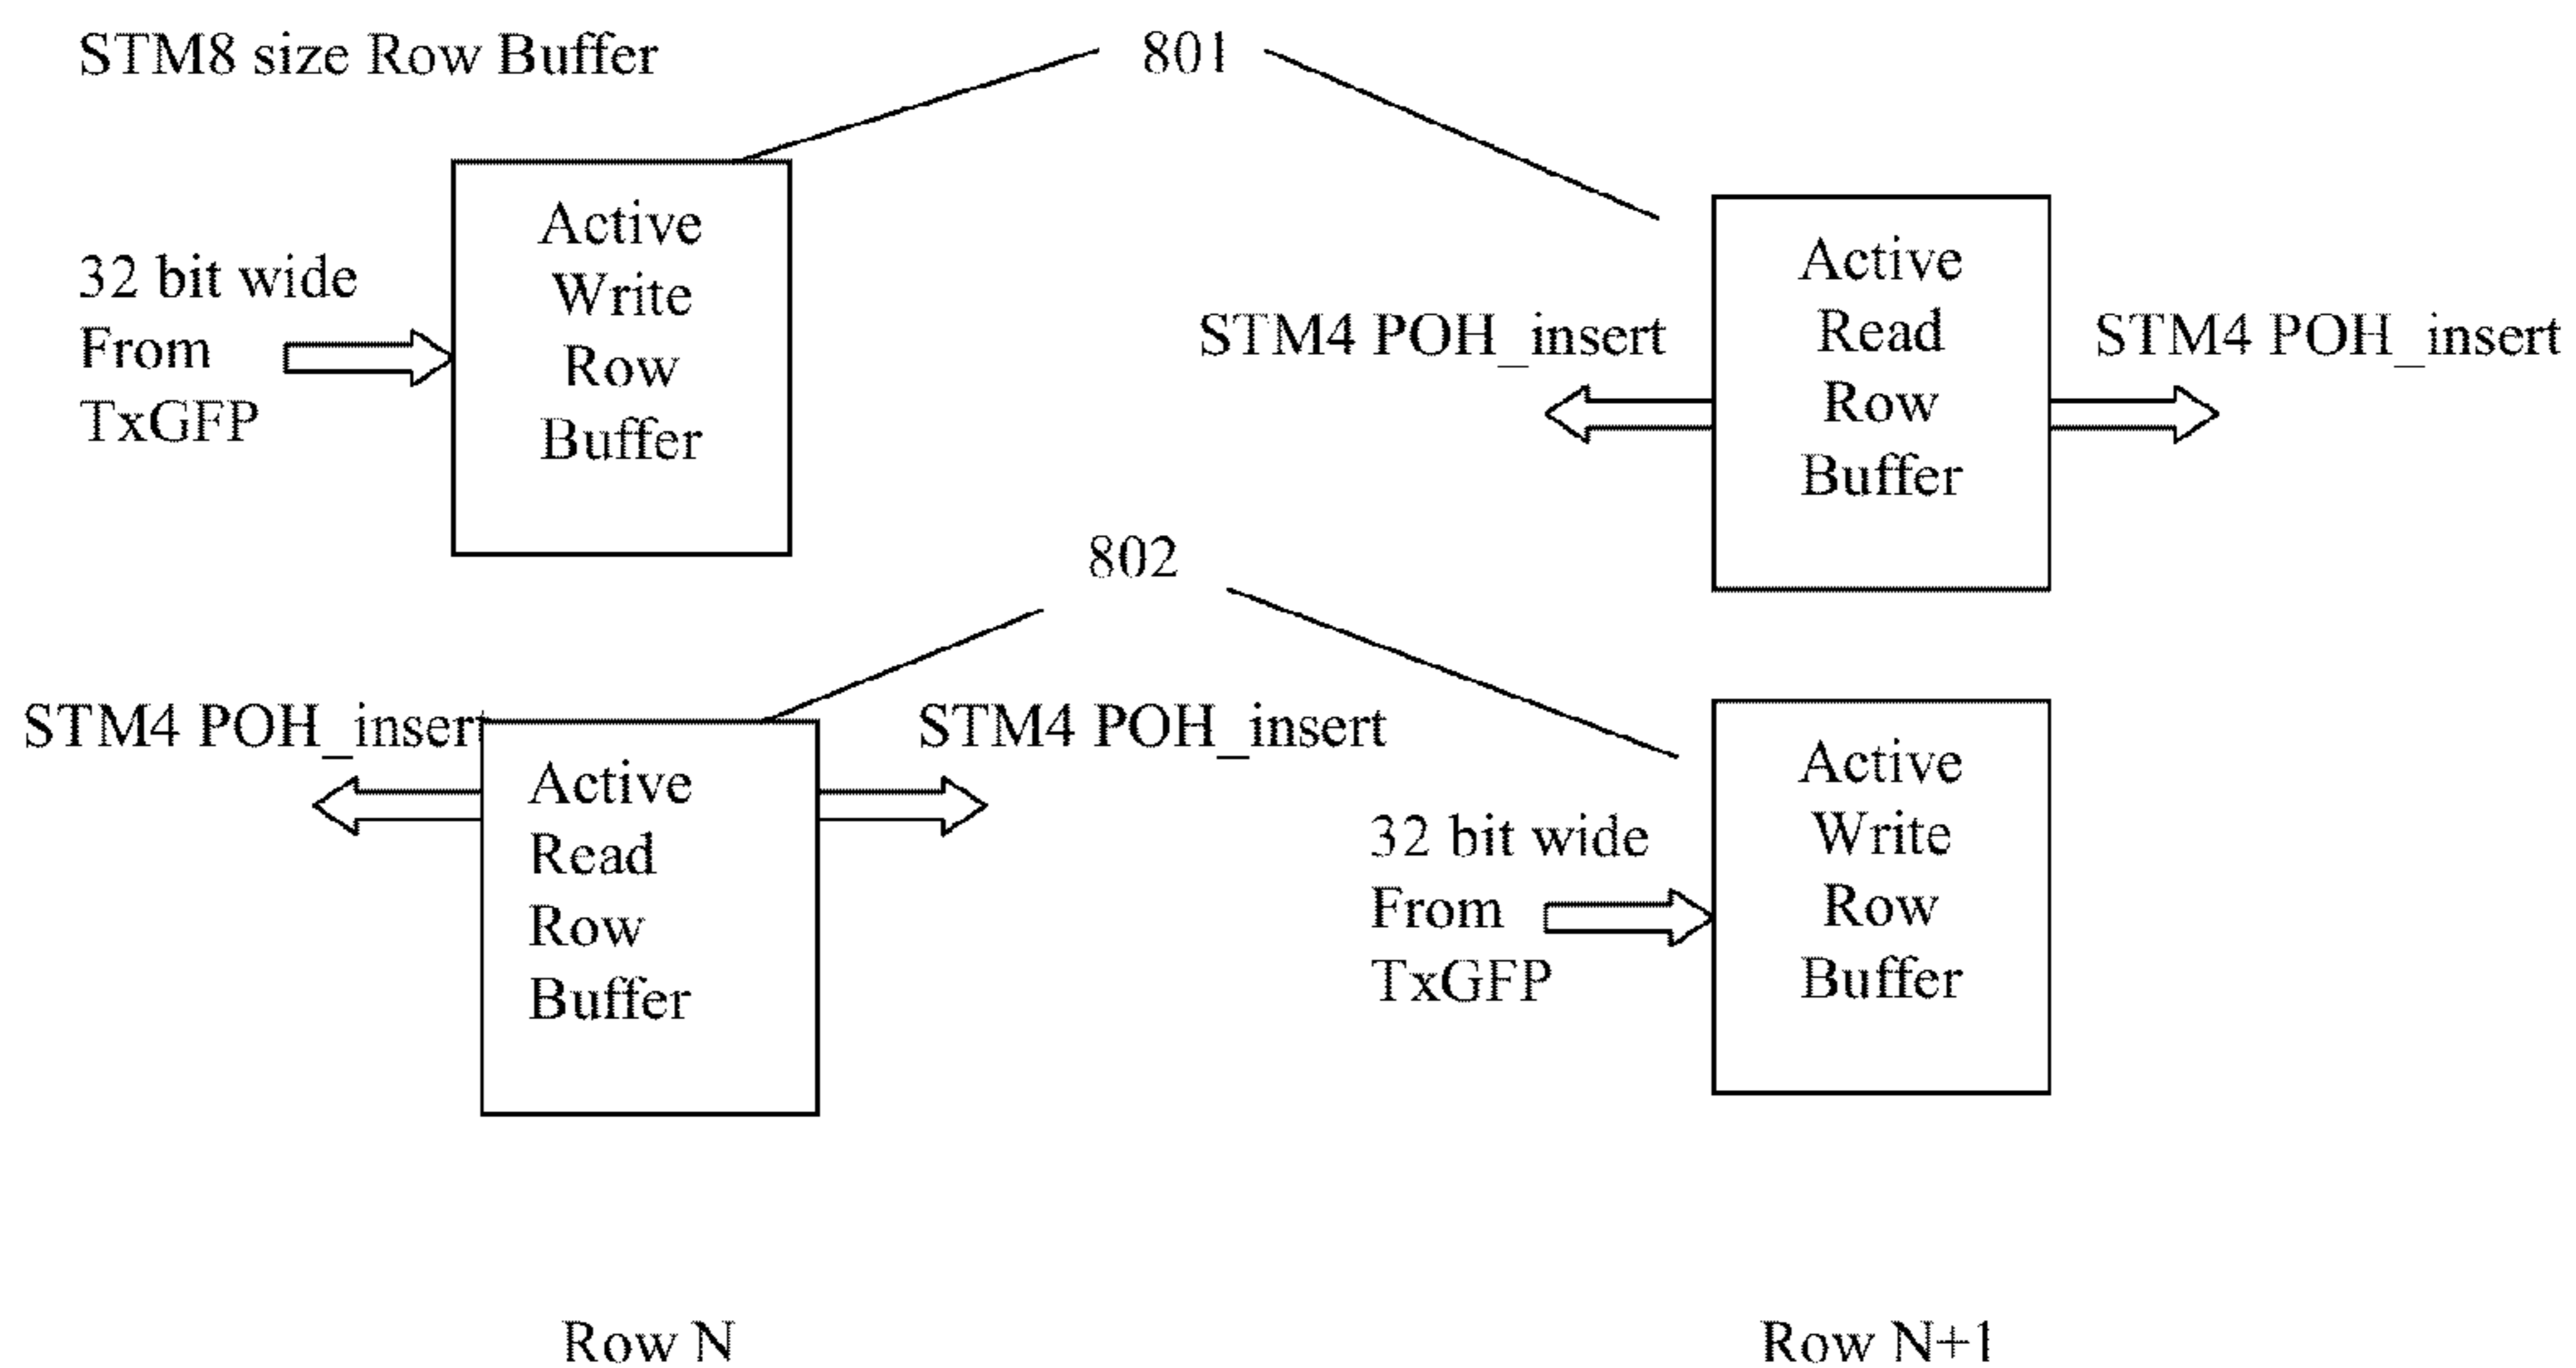 STM8 size Row Buffer
801
32 bit wide
From
TxGFP
Active
Write
Row
Buffer
STM4 POH_insert
Active
Read
Row
Buffer
STM4 POH_insert
802
STM4 POH_insert
Active
Read
Row
Buffer
STM4 POH_insert
32 bit wide
From
TxGFP
Active
Write
Row
Buffer
Row N
Row N+1